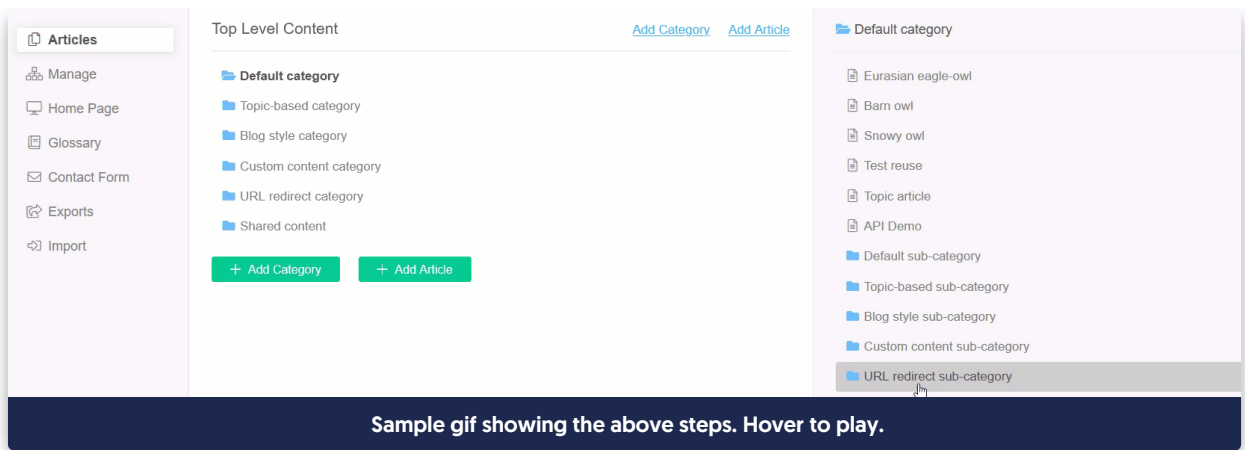 Articles
Manage
Home Page
Glossary
Contact Form
Exports
Import
Top Level Content
Add Category
Add Article
Default category
Topic-based category
Blog style category
Custom content category
URL redirect category
Shared content
+ Add Category
+ Add Article
Default category
Eurasian eagle-owl
Barn owl
Snowy owl
Test reuse
Topic article
API Demo
Default sub-category
Topic-based sub-category
Blog style sub-category
Custom content sub-category
URL redirect sub-category
Sample gif showing the above steps. Hover to play.